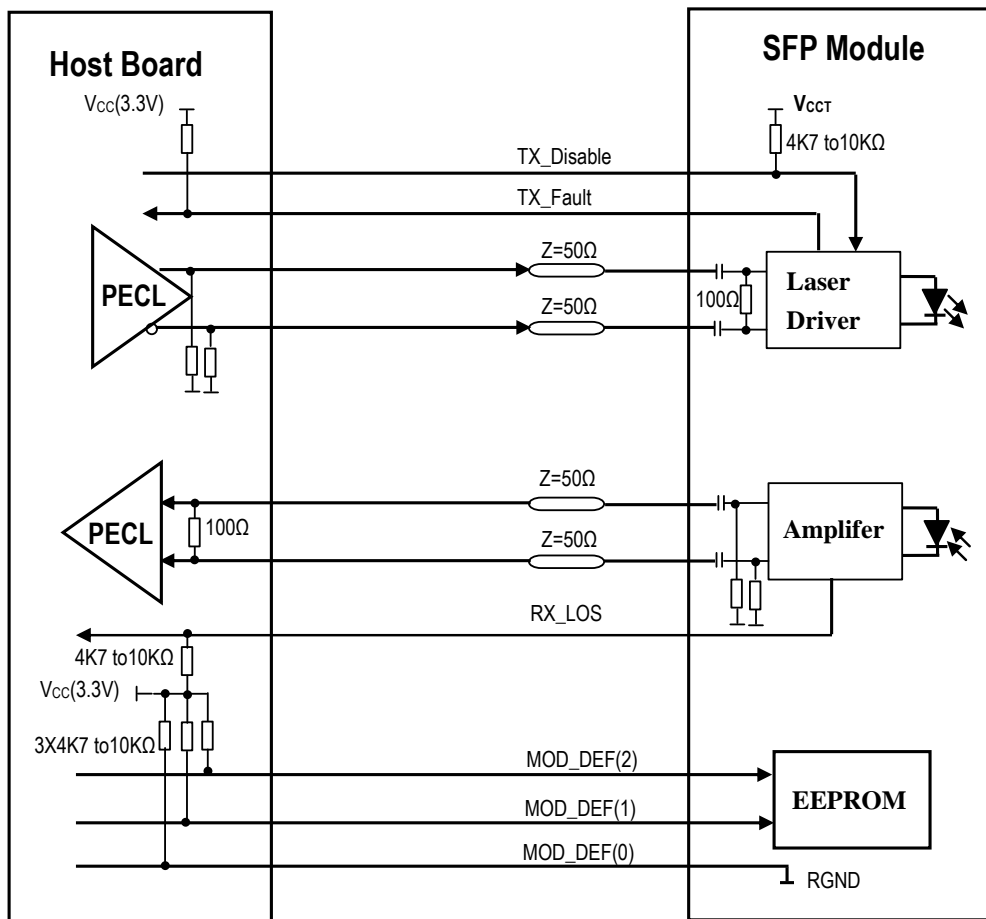 Host Board
SFP Module
VCC(3.3V)
VCCT
4K7 to10KΩ
TX_Disable
TX_Fault
Z=50Ω
PECL
100Ω
Laser
Driver
Z=50Ω
Z=50Ω
PECL
100Ω
Amplifer
Z=50Ω
RX_LOS
4K7 to10KΩ
VCC(3.3V)
3X4K7 to10KΩ
MOD_DEF(2)
EEPROM
MOD_DEF(1)
MOD_DEF(0)
RGND